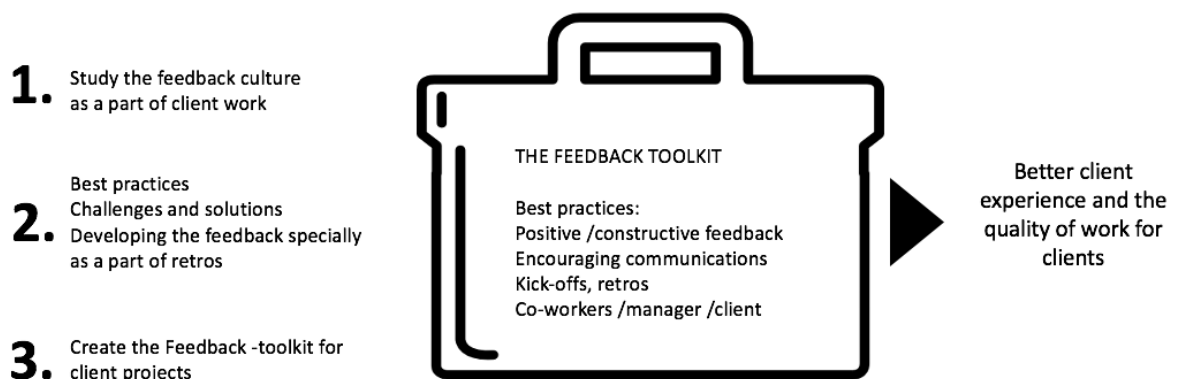 1. Study the feedback culture
as a part of client work
2. Best practices
Challenges and solutions
Developing the feedback specially
as a part of retros
3. Create the Feedback -toolkit for
client projects
THE FEEDBACK TOOLKIT
Best practices:
Positive /constructive feedback
Encouraging communications
Kick-offs, retros
Co-workers /manager /client
Better client
experience and the
quality of work for
clients